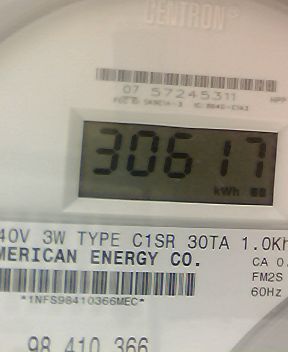 CENTRON®
07 57245311
30617
kWh
40V 3W TYPE C1SR 30TA 1.0Kh
MERICAN ENERGY CO.
CA 0.
FM2S
60Hz
*1NFS98410366MEC*
98 410 366